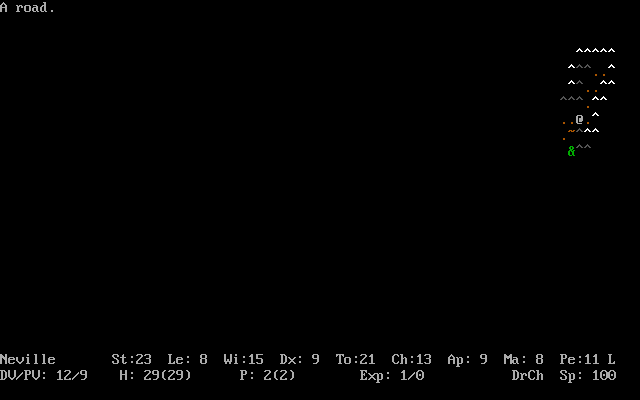 A road.
^^^^^
^^^ ^
. .
^^ ^^
. .
^^^ ^^
.
^
. . @ .
~^^^
.
&^^
Neville St:23 Le: 8 Wi:15 Dx: 9 To:21 Ch:13 Ap: 9 Ma: 8 Pe:11 L
DV/PV: 12/9 H: 29(29) P: 2(2) Exp: 1/0 DrCh Sp: 100